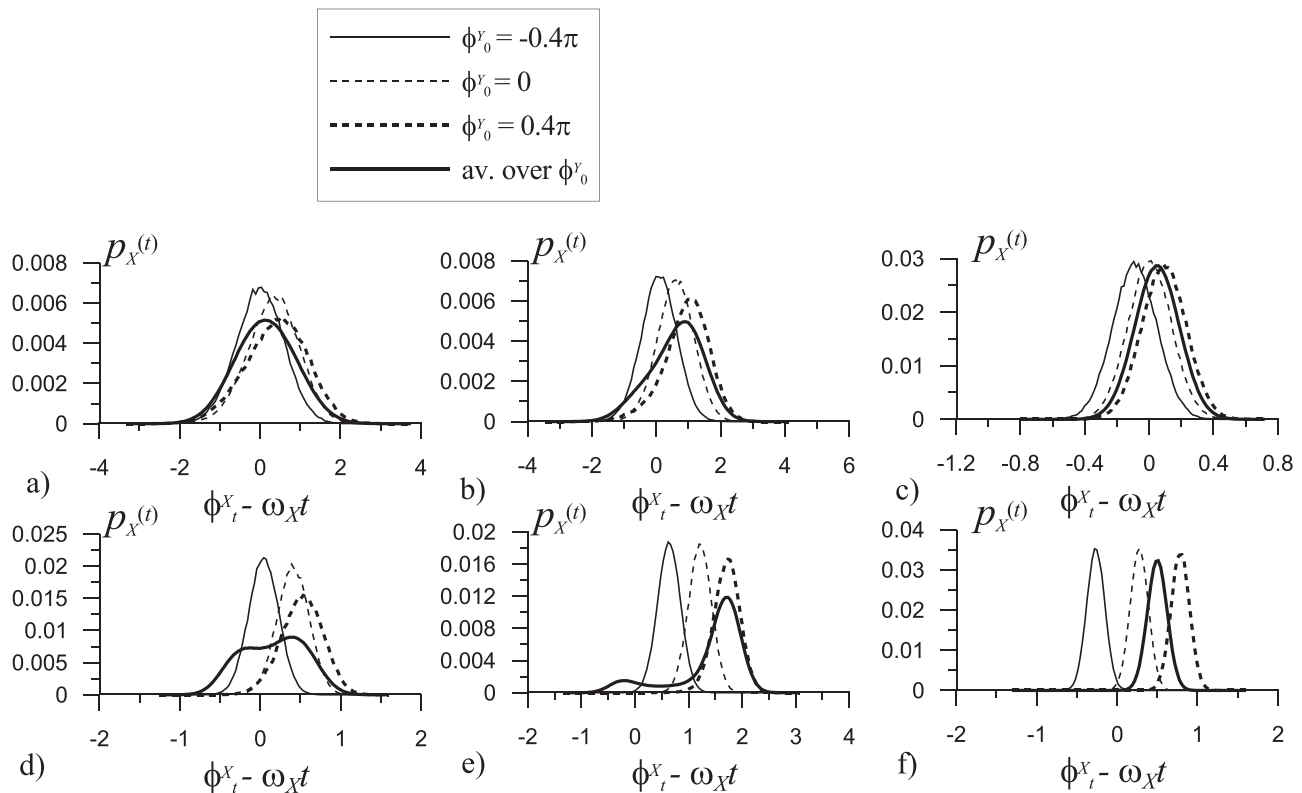 ϕ^Y_0 = -0.4π
ϕ^Y_0 = 0
ϕ^Y_0 = 0.4π
av. over ϕ^Y_0
p_X(t)
0.008
0.006
0.004
0.002
0
-4 -2 0 2 4
a)
ϕ^X_t - ω_X t
p_X(t)
0.008
0.006
0.004
0.002
0
-4 -2 0 2 4 6
b)
ϕ^X_t - ω_X t
p_X(t)
0.03
0.02
0.01
0
-1.2 -0.8 -0.4 0 0.4 0.8
c)
ϕ^X_t - ω_X t
p_X(t)
0.025
0.02
0.015
0.01
0.005
0
-2 -1 0 1 2
d)
ϕ^X_t - ω_X t
p_X(t)
0.02
0.016
0.012
0.008
0.004
0
-2 -1 0 1 2 3 4
e)
ϕ^X_t - ω_X t
p_X(t)
0.04
0.03
0.02
0.01
0
-2 -1 0 1 2
f)
ϕ^X_t - ω_X t